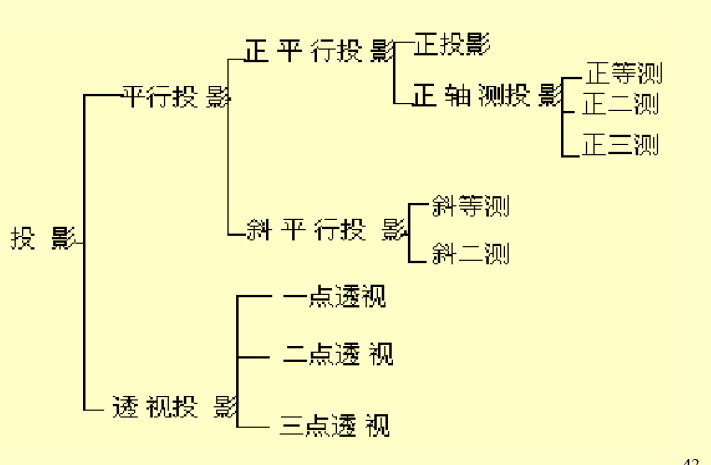 正平行投影
正投影
正等测
平行投影
正轴测投影
正二测
正三测
斜等测
投影
斜平行投影
斜二测
一点透视
二点透视
透视投影
三点透视
42